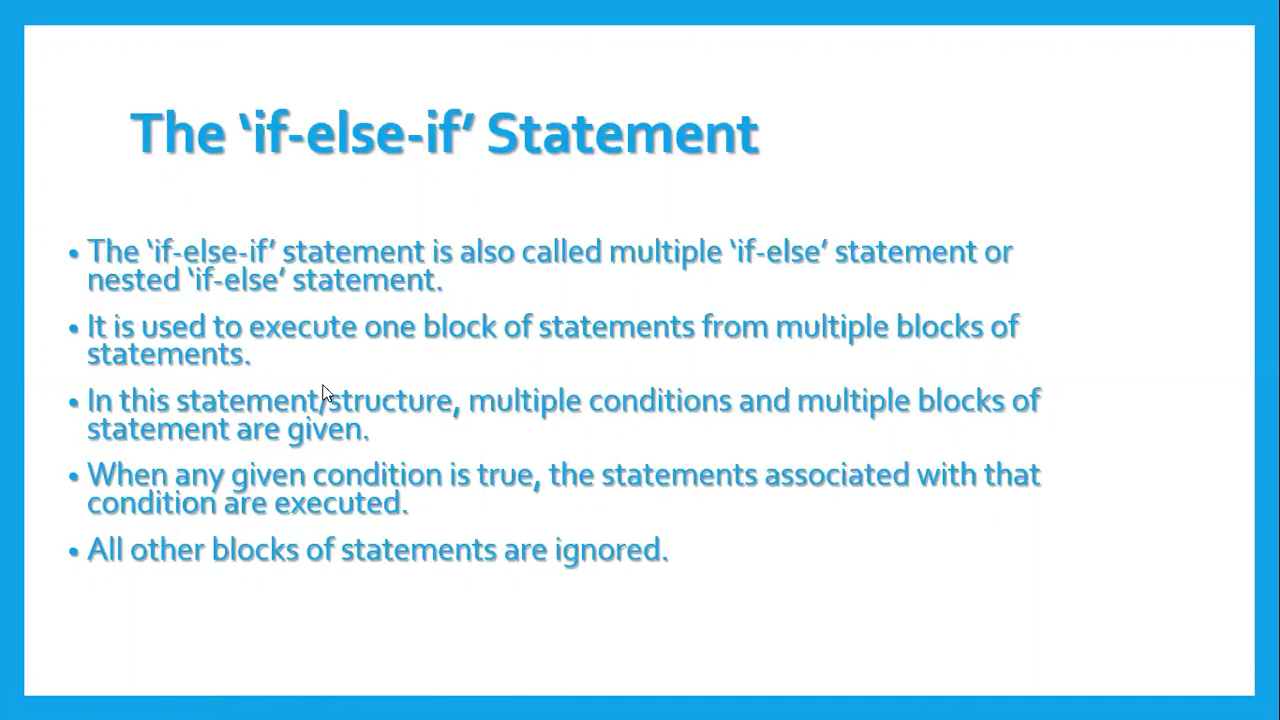 The ‘if-else-if’ Statement
• The ‘if-else-if’ statement is also called multiple ‘if-else’ statement or
nested ‘if-else’ statement.
• It is used to execute one block of statements from multiple blocks of
statements.
• In this statement/structure, multiple conditions and multiple blocks of
statement are given.
• When any given condition is true, the statements associated with that
condition are executed.
• All other blocks of statements are ignored.